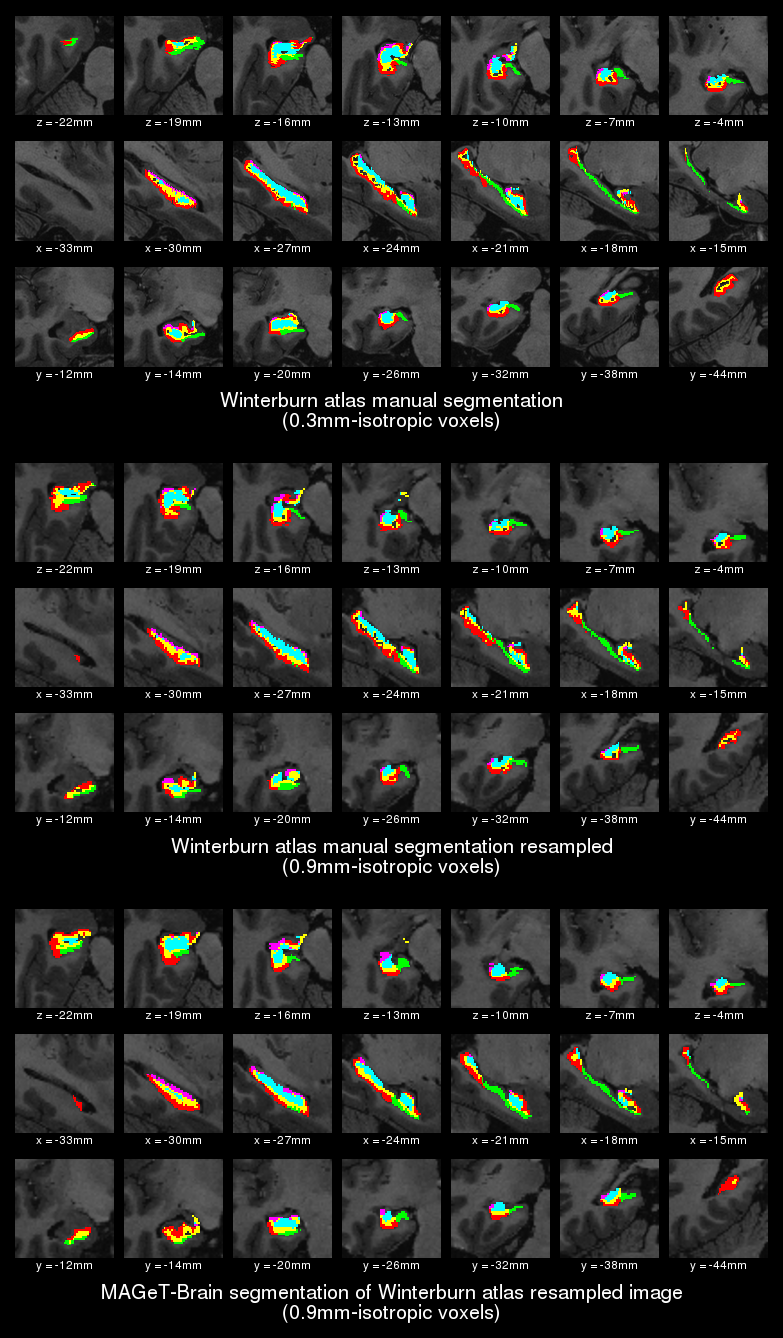 z = -22mm z = -19mm z = -16mm z = -13mm z = -10mm z = -7mm z = -4mm
x = -33mm x = -30mm x = -27mm x = -24mm x = -21mm x = -18mm x = -15mm
y = -12mm y = -14mm y = -20mm y = -26mm y = -32mm y = -38mm y = -44mm
Winterburn atlas manual segmentation
(0.3mm-isotropic voxels)
z = -22mm z = -19mm z = -16mm z = -13mm z = -10mm z = -7mm z = -4mm
x = -33mm x = -30mm x = -27mm x = -24mm x = -21mm x = -18mm x = -15mm
y = -12mm y = -14mm y = -20mm y = -26mm y = -32mm y = -38mm y = -44mm
Winterburn atlas manual segmentation resampled
(0.9mm-isotropic voxels)
z = -22mm z = -19mm z = -16mm z = -13mm z = -10mm z = -7mm z = -4mm
x = -33mm x = -30mm x = -27mm x = -24mm x = -21mm x = -18mm x = -15mm
y = -12mm y = -14mm y = -20mm y = -26mm y = -32mm y = -38mm y = -44mm
MAGeT-Brain segmentation of Winterburn atlas resampled image
(0.9mm-isotropic voxels)